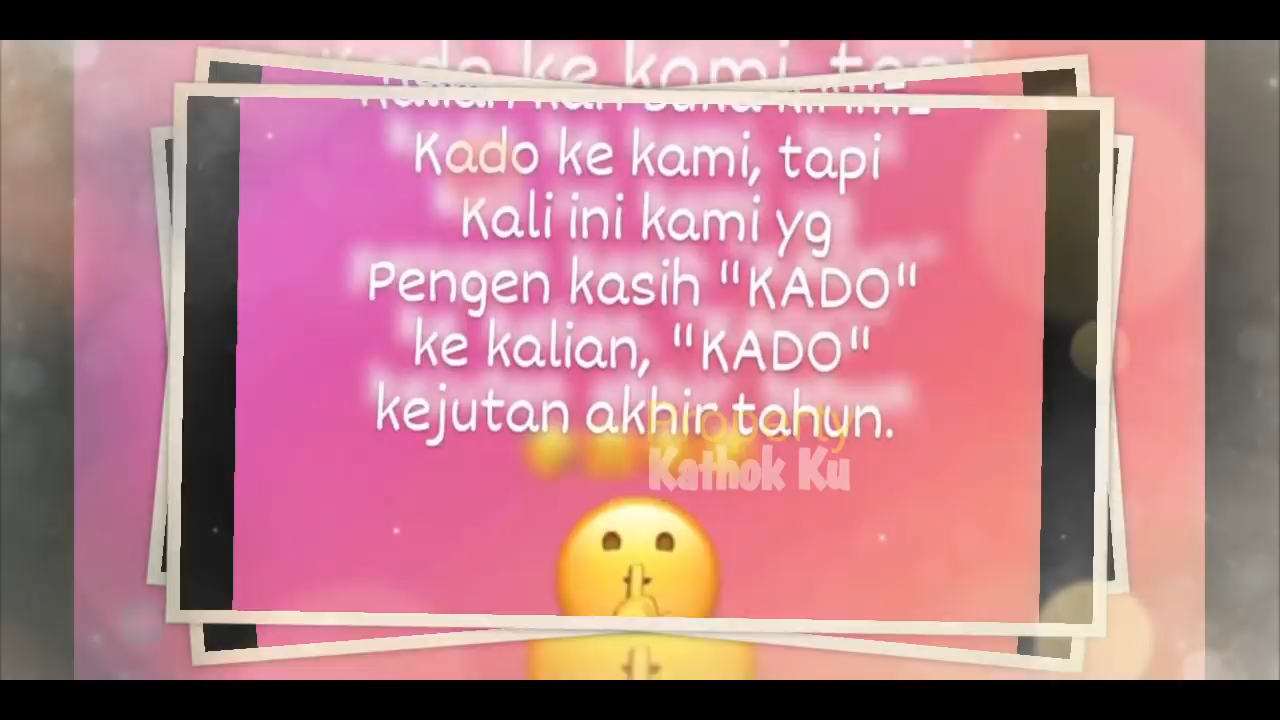 Kado ke kami, tapi
Kali ini kami yg
Pengen kasih "KADO"
ke kalian, "KADO"
kejutan akhir tahun.
Property
Kathok Ku